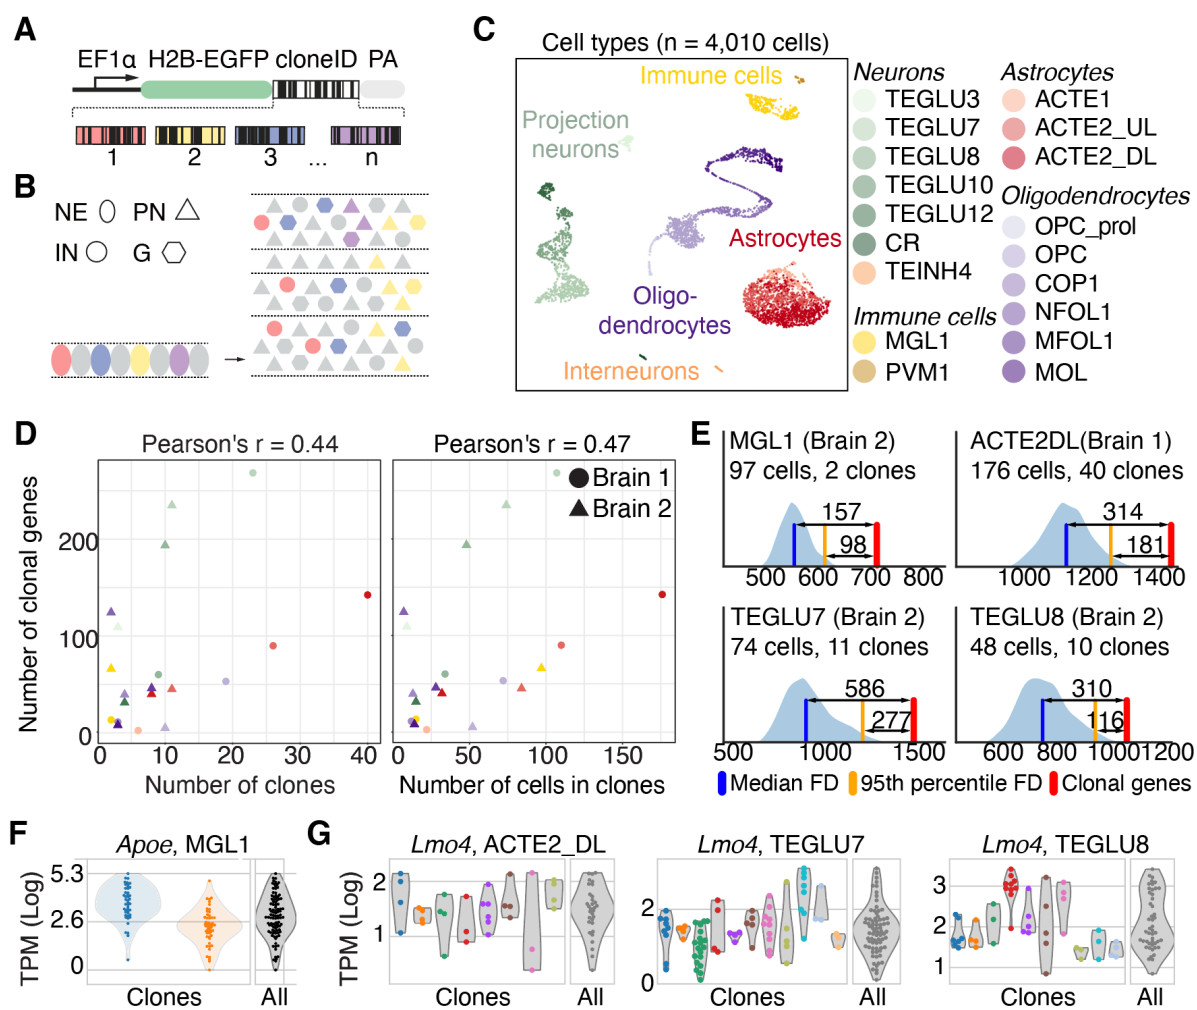 A
EF1α H2B-EGFP cloneID PA
1 2 3 ... n
B
NE PN
IN G
C
Cell types (n = 4,010 cells)
Immune cells
Projection
neurons
Astrocytes
Oligo-
dendrocytes
Interneurons
Neurons
TEGLU3
TEGLU7
TEGLU8
TEGLU10
TEGLU12
CR
TEINH4
Immune cells
MGL1
PVM1
Astrocytes
ACTE1
ACTE2_UL
ACTE2_DL
Oligodendrocytes
OPC_prol
OPC
COP1
NFOL1
MFOL1
MOL
D
Pearson's r = 0.44
Pearson's r = 0.47
Number of clonal genes
200
100
0
0 10 20 30 40
Number of clones
Brain 1
Brain 2
0 50 100 150
Number of cells in clones
E
MGL1 (Brain 2)
97 cells, 2 clones
157
98
500 600 700 800
ACTE2DL(Brain 1)
176 cells, 40 clones
314
181
1000 1200 1400
TEGLU7 (Brain 2)
74 cells, 11 clones
586
277
500 1000 1500
TEGLU8 (Brain 2)
48 cells, 10 clones
310
116
600 800 1000 1200
Median FD 95th percentile FD Clonal genes
F
Apoe, MGL1
TPM (Log)
5.3
2.6
0
Clones All
G
Lmo4, ACTE2_DL
TPM (Log)
2
1
Clones All
Lmo4, TEGLU7
2
1
0
Clones All
Lmo4, TEGLU8
3
2
1
Clones All